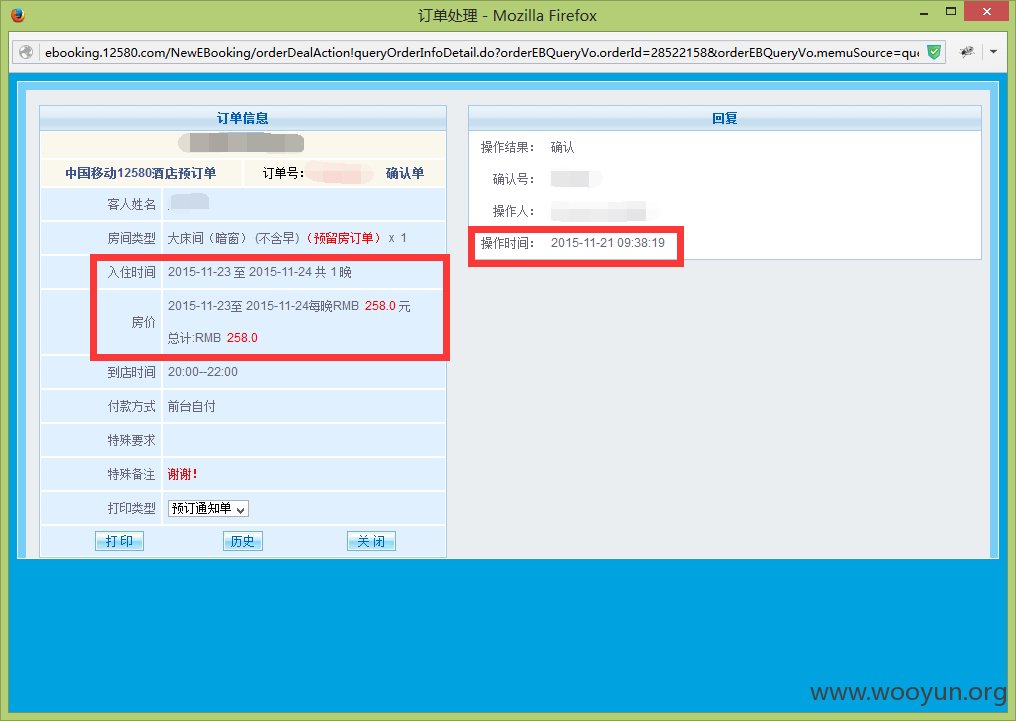 订单处理 - Mozilla Firefox
ebooking.12580.com/NewEBooking/orderDealAction!queryOrderInfoDetail.do?orderEBQueryVo.orderId=28522158&orderEBQueryVo.memuSource=que
订单信息
中国移动12580酒店预订单 订单号: 确认单
客人姓名
房间类型 大床间（暗窗） (不含早)（预留房订单） x 1
入住时间 2015-11-23 至 2015-11-24 共 1 晚
房价 2015-11-23至 2015-11-24每晚RMB 258.0 元
总计:RMB 258.0
到店时间 20:00--22:00
付款方式 前台自付
特殊要求
特殊备注 谢谢!
打印类型 预订通知单
打印 历史 关闭
回复
操作结果: 确认
确认号:
操作人:
操作时间: 2015-11-21 09:38:19
www.wooyun.org